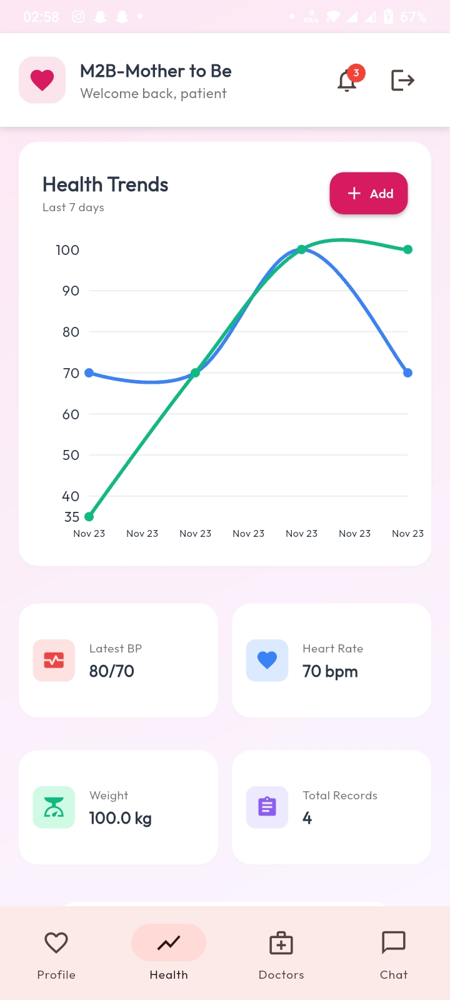 02:58
0
KB/s
67%
M2B-Mother to Be
Welcome back, patient
3
Health Trends
Last 7 days
Add
100
90
80
70
60
50
40
35
Nov 23 Nov 23 Nov 23 Nov 23 Nov 23 Nov 23 Nov 23
Latest BP
80/70
Heart Rate
70 bpm
Weight
100.0 kg
Total Records
4
Profile Health Doctors Chat